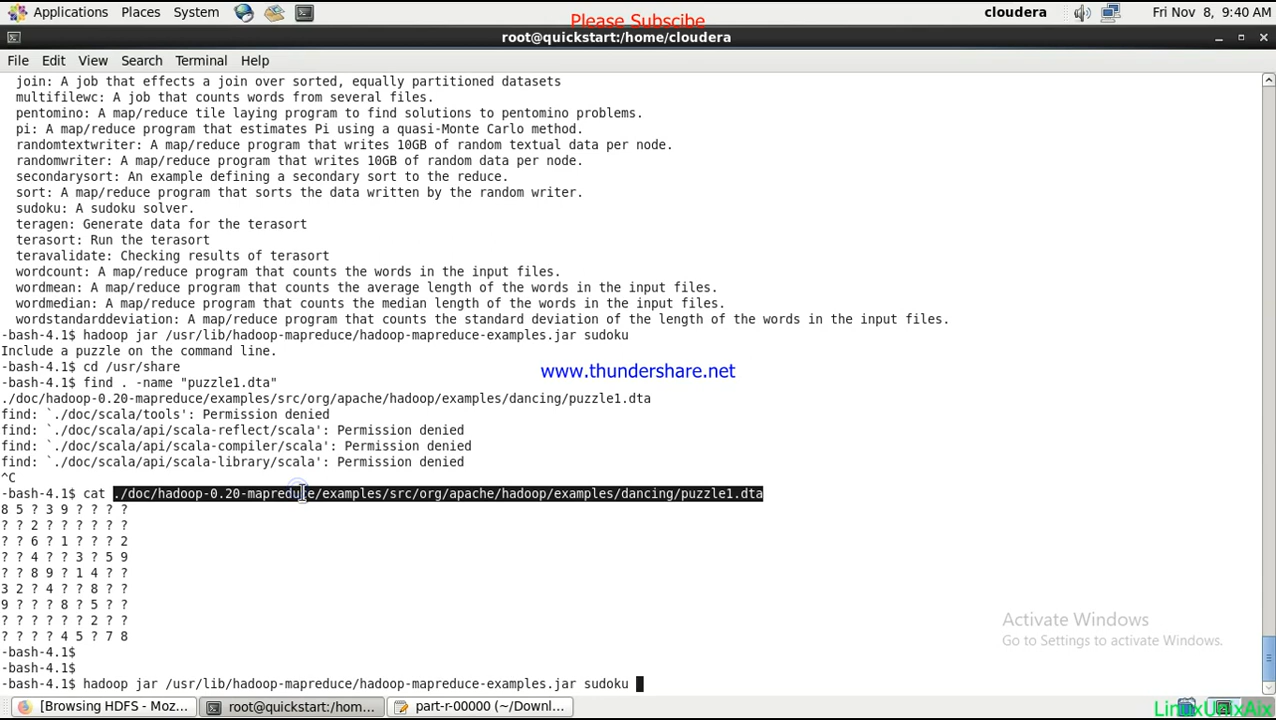 Applications Places System cloudera Fri Nov 8, 9:40 AM
Please Subscibe
root@quickstart:/home/cloudera
File Edit View Search Terminal Help
join: A job that effects a join over sorted, equally partitioned datasets
multifilewc: A job that counts words from several files.
pentomino: A map/reduce tile laying program to find solutions to pentomino problems.
pi: A map/reduce program that estimates Pi using a quasi-Monte Carlo method.
randomtextwriter: A map/reduce program that writes 10GB of random textual data per node.
randomwriter: A map/reduce program that writes 10GB of random data per node.
secondarysort: An example defining a secondary sort to the reduce.
sort: A map/reduce program that sorts the data written by the random writer.
sudoku: A sudoku solver.
teragen: Generate data for the terasort
terasort: Run the terasort
teravalidate: Checking results of terasort
wordcount: A map/reduce program that counts the words in the input files.
wordmean: A map/reduce program that counts the average length of the words in the input files.
wordmedian: A map/reduce program that counts the median length of the words in the input files.
wordstandarddeviation: A map/reduce program that counts the standard deviation of the length of the words in the input files.
-bash-4.1$ hadoop jar /usr/lib/hadoop-mapreduce/hadoop-mapreduce-examples.jar sudoku
Include a puzzle on the command line.
-bash-4.1$ cd /usr/share
www.thundershare.net
-bash-4.1$ find . -name "puzzle1.dta"
./doc/hadoop-0.20-mapreduce/examples/src/org/apache/hadoop/examples/dancing/puzzle1.dta
find: `./doc/scala/tools': Permission denied
find: `./doc/scala/api/scala-reflect/scala': Permission denied
find: `./doc/scala/api/scala-compiler/scala': Permission denied
find: `./doc/scala/api/scala-library/scala': Permission denied
^C
-bash-4.1$ cat ./doc/hadoop-0.20-mapreduce/examples/src/org/apache/hadoop/examples/dancing/puzzle1.dta
8 5 ? 3 9 ? ? ? ?
? ? 2 ? ? ? ? ? ?
? ? 6 ? 1 ? ? ? 2
? ? 4 ? ? 3 ? 5 9
? ? 8 9 ? 1 4 ? ?
3 2 ? 4 ? ? 8 ? ?
9 ? ? ? 8 ? 5 ? ?
? ? ? ? ? ? 2 ? ?
? ? ? ? 4 5 ? 7 8
-bash-4.1$
-bash-4.1$
-bash-4.1$ hadoop jar /usr/lib/hadoop-mapreduce/hadoop-mapreduce-examples.jar sudoku
Activate Windows
Go to Settings to activate Windows.
[Browsing HDFS - Moz... root@quickstart:/hom... part-r-00000 (~/Downl...
LinuxUnixAix